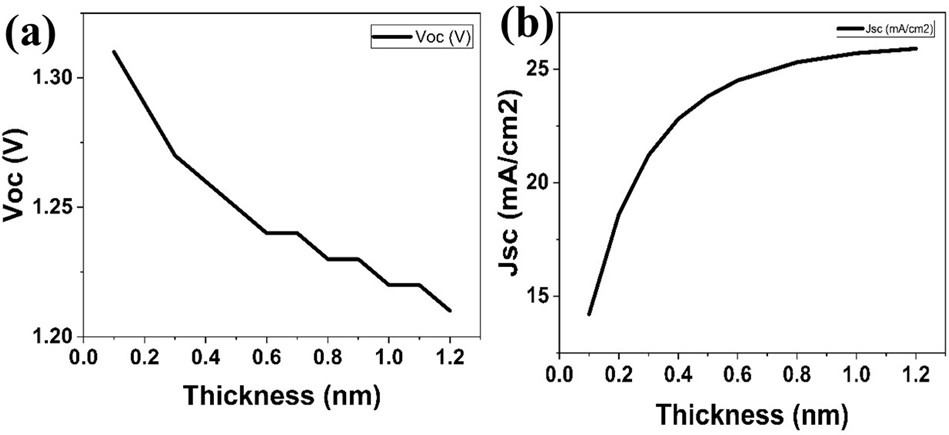 (a)
Voc (V)
1.30
1.25
1.20
Voc (V)
0.0 0.2 0.4 0.6 0.8 1.0 1.2
Thickness (nm)
(b)
Jsc (mA/cm2)
25
20
15
Jsc (mA/cm2)
0.0 0.2 0.4 0.6 0.8 1.0 1.2
Thickness (nm)